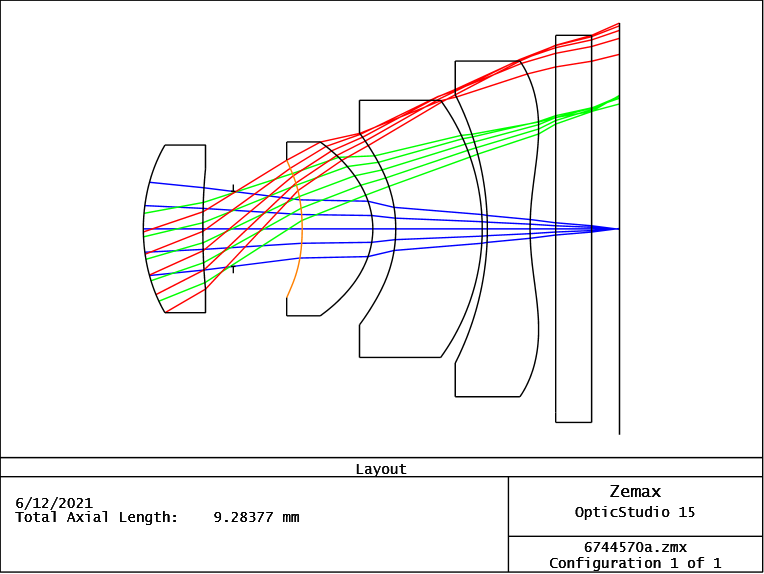 Layout
6/12/2021
Total Axial Length: 9.28377 mm
Zemax
OpticStudio 15
6744570a.zmx
Configuration 1 of 1